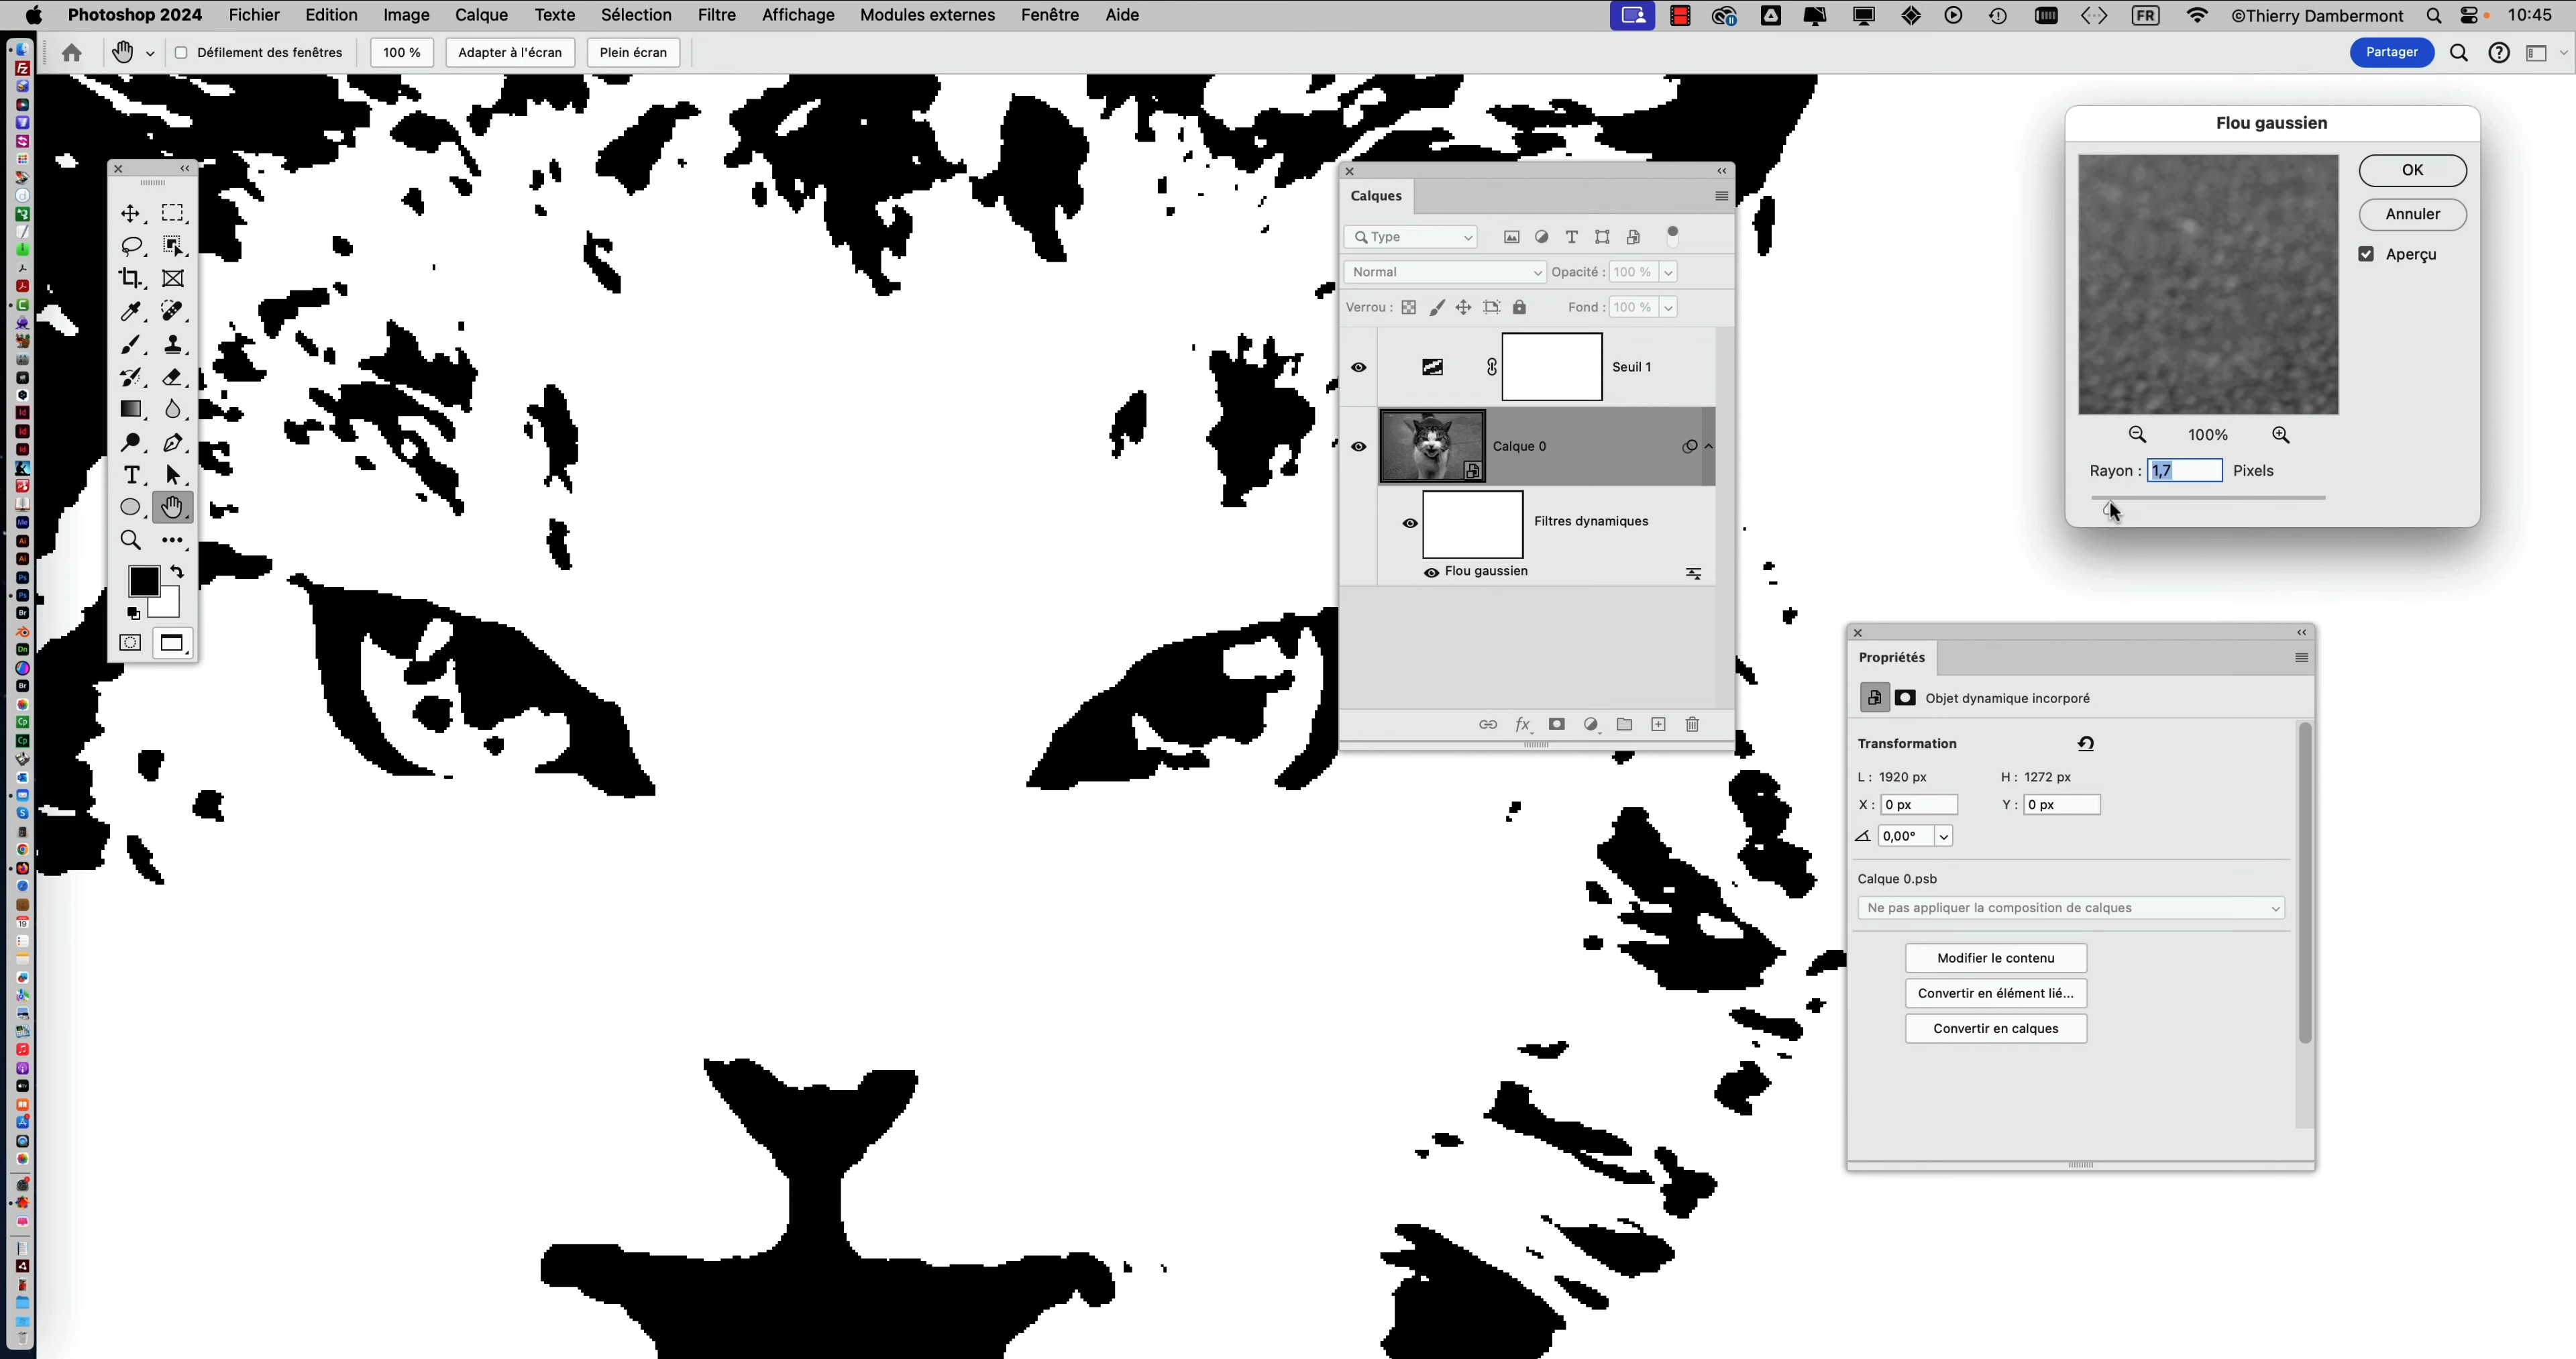 Photoshop 2024 Fichier Edition Image Calque Texte Sélection Filtre Affichage Modules externes Fenêtre Aide FR ©Thierry Dambermont 10:45
Défilement des fenêtres 100 % Adapter à l'écran Plein écran Partager
Flou gaussien
OK
Annuler
Aperçu
100%
Rayon : 1,7 Pixels
Calques
Type
Normal Opacité : 100 %
Verrou : Fond : 100 %
Seuil 1
Calque 0
Filtres dynamiques
Flou gaussien
Propriétés
Objet dynamique incorporé
Transformation
L : 1920 px H : 1272 px
X : 0 px Y : 0 px
0,00°
Calque 0.psb
Ne pas appliquer la composition de calques
Modifier le contenu
Convertir en élément lié...
Convertir en calques